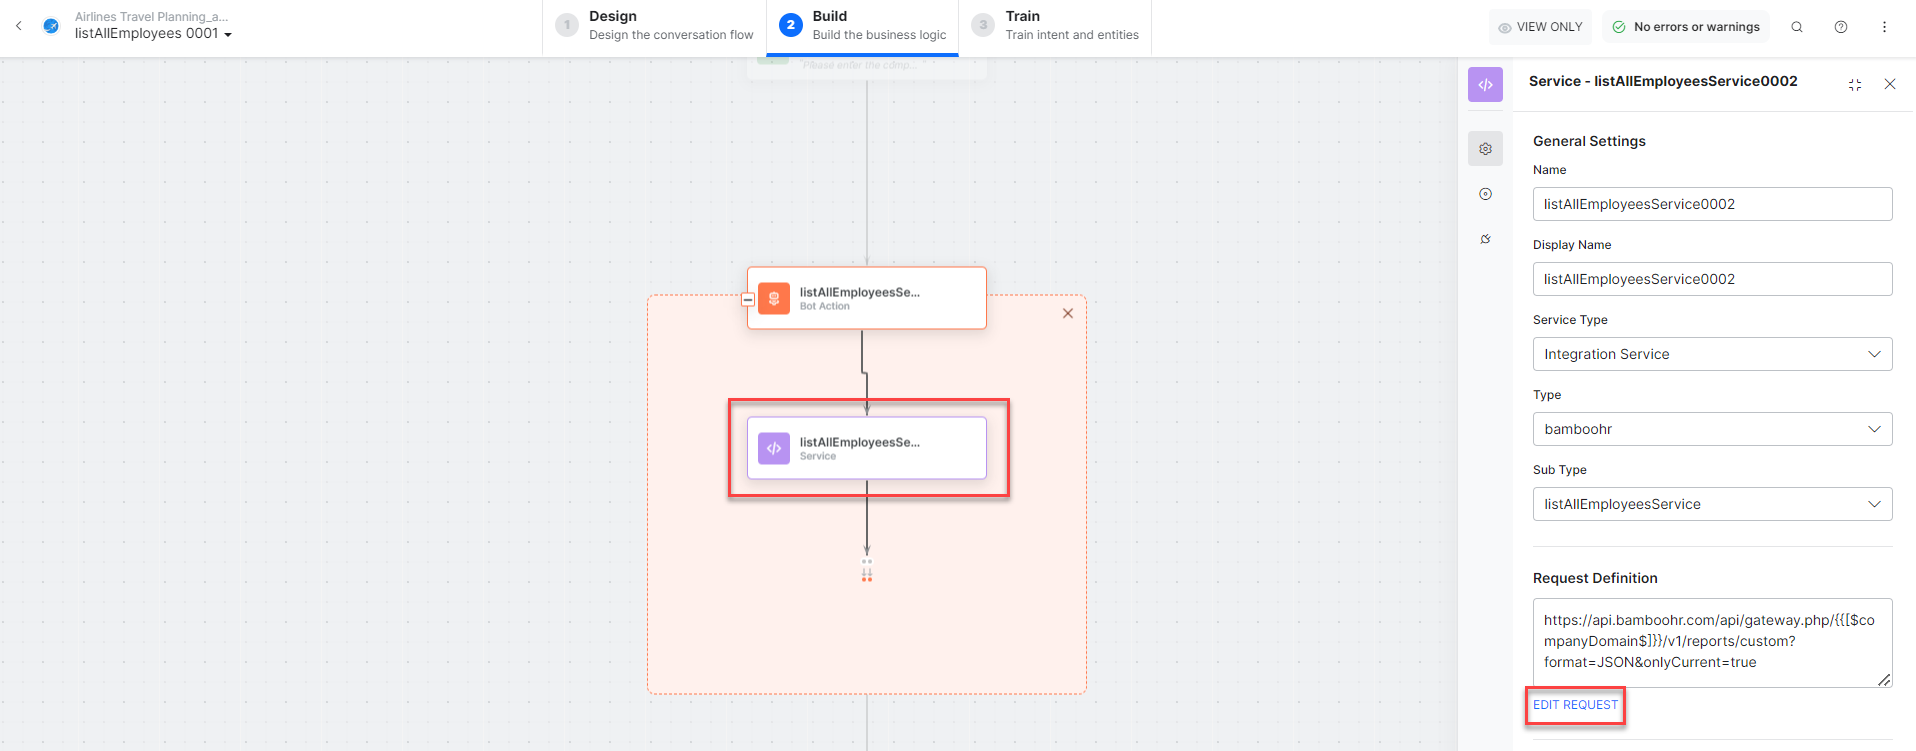 Airlines Travel Planning_a...
listAllEmployees 0001
1
Design
Design the conversation flow
2
Build
Build the business logic
3
Train
Train intent and entities
VIEW ONLY
No errors or warnings
"Please enter the comp...
listAllEmployeesSe...
Bot Action
listAllEmployeesSe...
Service
Service - listAllEmployeesService0002
General Settings
Name
listAllEmployeesService0002
Display Name
listAllEmployeesService0002
Service Type
Integration Service
Type
bamboohr
Sub Type
listAllEmployeesService
Request Definition
https://api.bamboohr.com/api/gateway.php/{{[$co
mpanyDomain$]}}/v1/reports/custom?
format=JSON&onlyCurrent=true
EDIT REQUEST